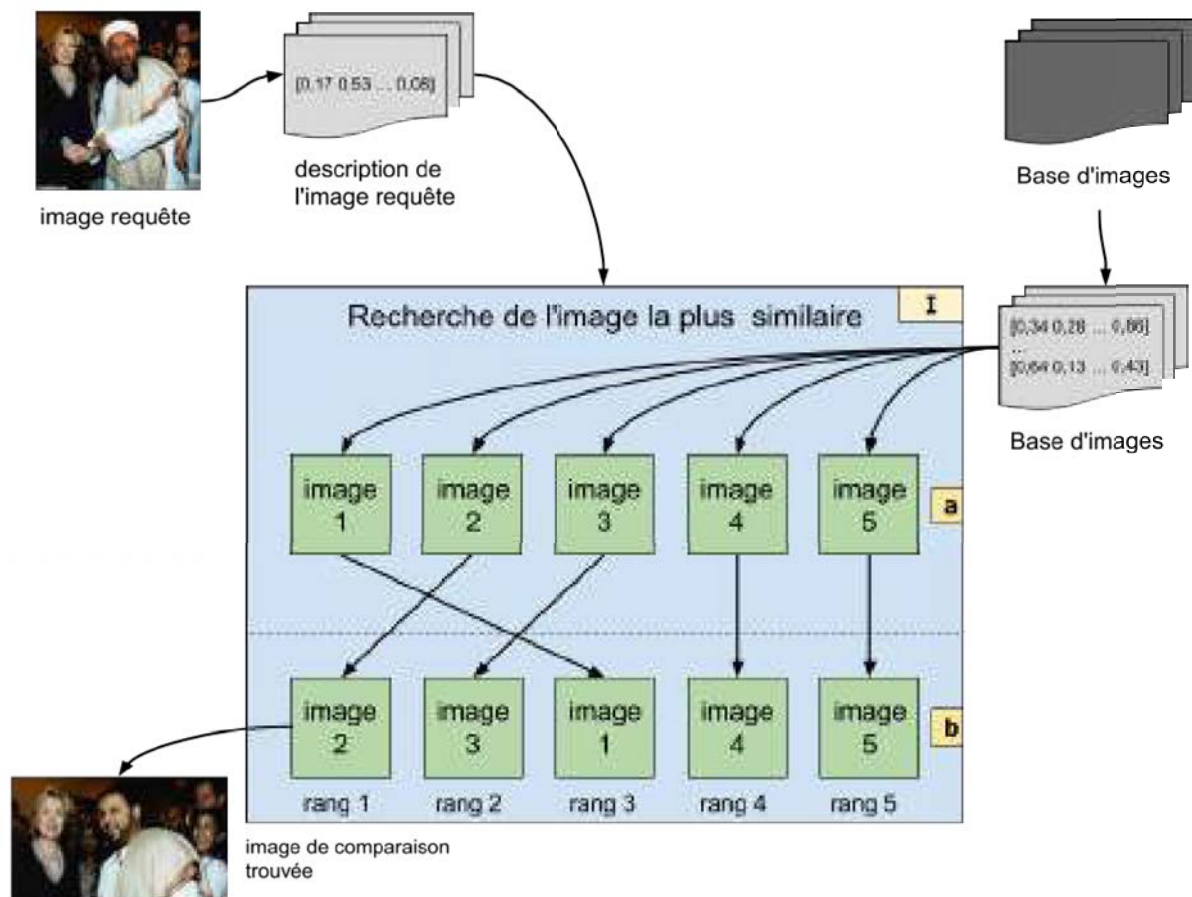 [0,17 0.53 ... 0,08]
description de
l'image requête
image requête
Base d'images
Recherche de l'image la plus similaire
I
[0,34 0,28 ... 0,86]
...
[0,64 0,13 ... 0,43]
Base d'images
image
1
image
2
image
3
image
4
image
5
a
image
2
image
3
image
1
image
4
image
5
b
rang 1
rang 2
rang 3
rang 4
rang 5
image de comparaison
trouvée